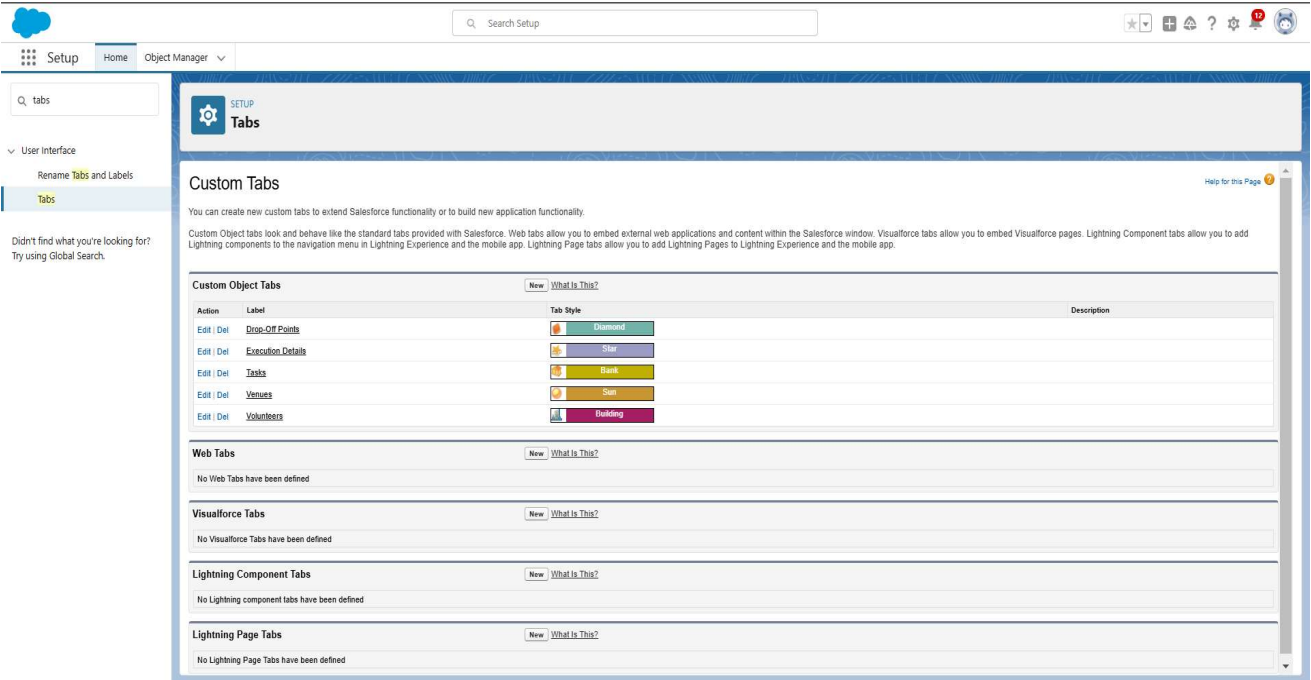 Search Setup
12
Setup
Home
Object Manager
tabs
User Interface
Rename Tabs and Labels
Tabs
Didn't find what you're looking for?
Try using Global Search.
SETUP
Tabs
Custom Tabs
Help for this Page
You can create new custom tabs to extend Salesforce functionality or to build new application functionality.
Custom Object tabs look and behave like the standard tabs provided with Salesforce. Web tabs allow you to embed external web applications and content within the Salesforce window. Visualforce tabs allow you to embed Visualforce pages. Lightning Component tabs allow you to add
Lightning components to the navigation menu in Lightning Experience and the mobile app. Lightning Page tabs allow you to add Lightning Pages to Lightning Experience and the mobile app.
Custom Object Tabs New What Is This?
Action Label Tab Style Description
Edit | Del Drop-Off Points Diamond
Edit | Del Execution Details Star
Edit | Del Tasks Bank
Edit | Del Venues Sun
Edit | Del Volunteers Building
Web Tabs New What Is This?
No Web Tabs have been defined
Visualforce Tabs New What Is This?
No Visualforce Tabs have been defined
Lightning Component Tabs New What Is This?
No Lightning component tabs have been defined
Lightning Page Tabs New What Is This?
No Lightning Page Tabs have been defined